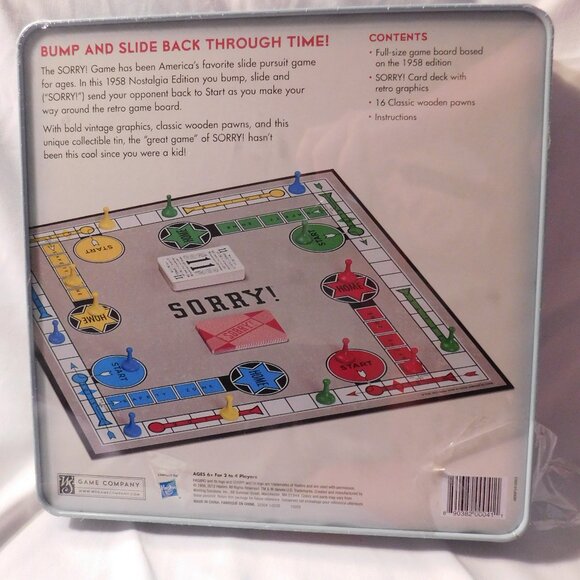 BUMP AND SLIDE BACK THROUGH TIME!
The SORRY! Game has been America's favorite slide pursuit game
for ages. In this 1958 Nostalgia Edition you bump, slide and
("SORRY!") send your opponent back to Start as you make your
way around the retro game board.
With bold vintage graphics, classic wooden pawns, and this
unique collectible tin, the "great game" of SORRY! hasn't
been this cool since you were a kid!
CONTENTS
• Full-size game board based
on the 1958 edition
• SORRY! Card deck with
retro graphics
• 16 Classic wooden pawns
• Instructions
START
HOME
START
11
HOME
SORRY!
HOME
SORRY!
START
HOME
START
GAME COMPANY
AGES 6+ For 2 to 4 Players